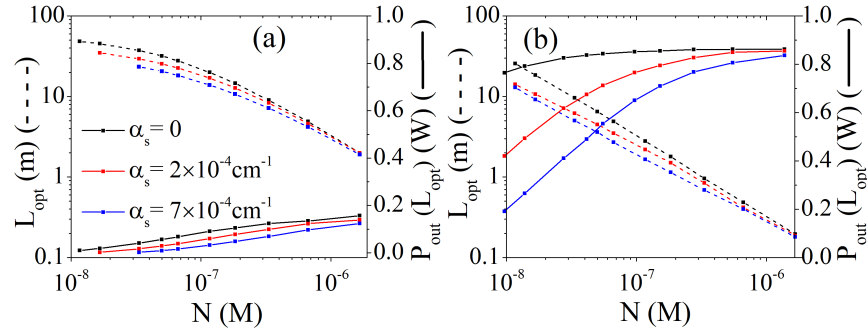 100
10
1
0.1
L_opt (m) (----)
(a)
α_s = 0
α_s = 2×10^-4 cm^-1
α_s = 7×10^-4 cm^-1
1.0
0.8
0.6
0.4
0.2
0.0
P_out (L_opt) (W) (—)
10^-8 10^-7 10^-6
N (M)
100
10
1
0.1
L_opt (m) (----)
(b)
1.0
0.8
0.6
0.4
0.2
0.0
P_out (L_opt) (W) (—)
10^-8 10^-7 10^-6
N (M)